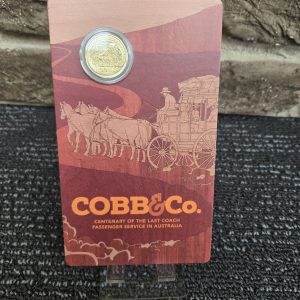 COBB&Co.
CENTENARY OF THE LAST COACH
PASSENGER SERVICE IN AUSTRALIA